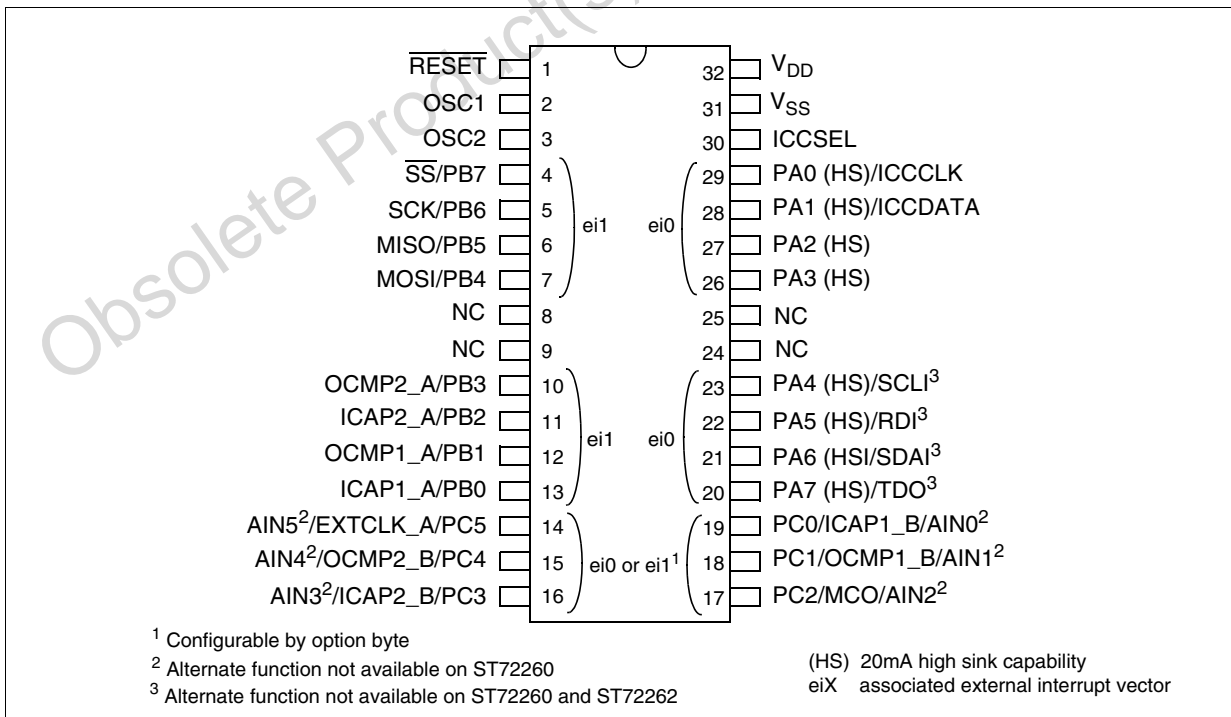 Obsolete Product(s)
RESET 1
OSC1 2
OSC2 3
SS/PB7 4
SCK/PB6 5
MISO/PB5 6
MOSI/PB4 7
NC 8
NC 9
OCMP2_A/PB3 10
ICAP2_A/PB2 11
OCMP1_A/PB1 12
ICAP1_A/PB0 13
AIN5²/EXTCLK_A/PC5 14
AIN4²/OCMP2_B/PC4 15
AIN3²/ICAP2_B/PC3 16
ei1
ei1
ei0 or ei1¹
ei0
ei0
32 VDD
31 VSS
30 ICCSEL
29 PA0 (HS)/ICCCLK
28 PA1 (HS)/ICCDATA
27 PA2 (HS)
26 PA3 (HS)
25 NC
24 NC
23 PA4 (HS)/SCLI³
22 PA5 (HS)/RDI³
21 PA6 (HSI/SDAI³
20 PA7 (HS)/TDO³
19 PC0/ICAP1_B/AIN0²
18 PC1/OCMP1_B/AIN1²
17 PC2/MCO/AIN2²
¹ Configurable by option byte
² Alternate function not available on ST72260
³ Alternate function not available on ST72260 and ST72262
(HS) 20mA high sink capability
eiX associated external interrupt vector